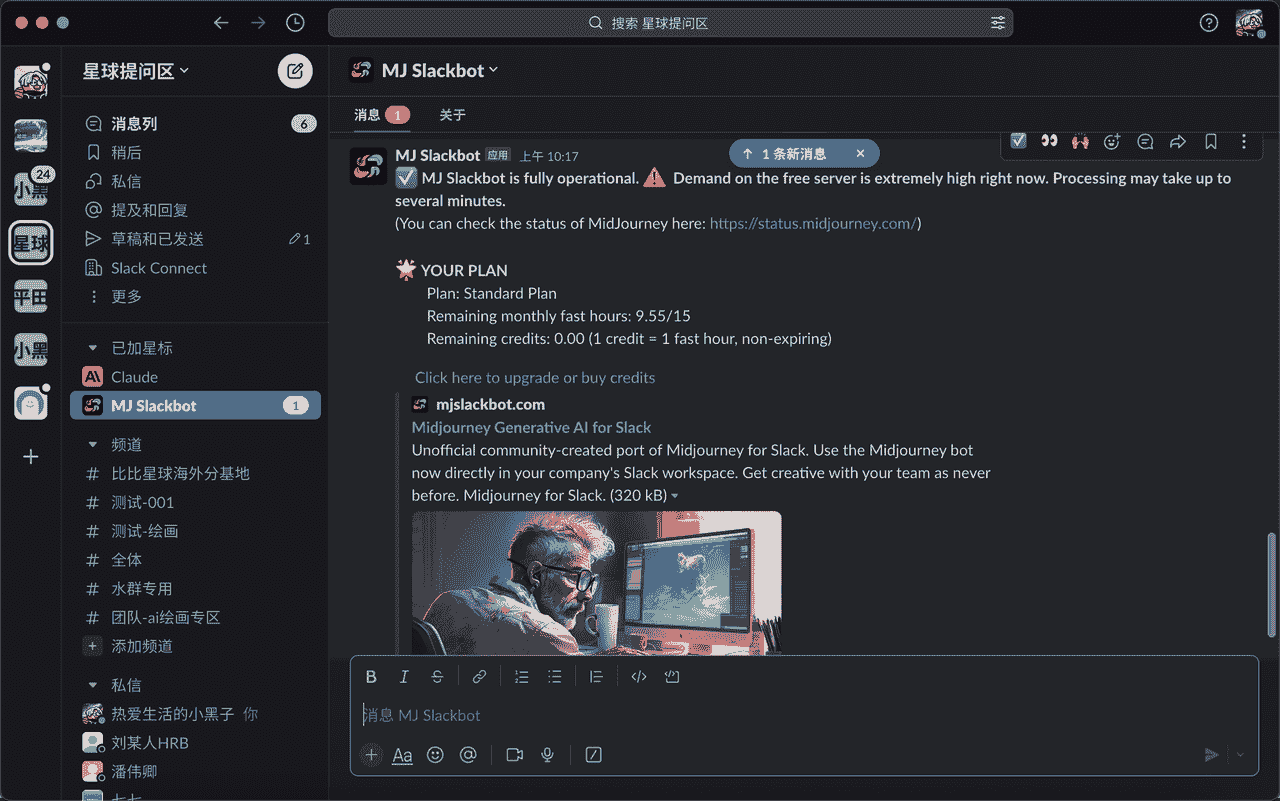 搜索 星球提问区
星球提问区
消息列
6
稍后
私信
提及和回复
草稿和已发送
1
Slack Connect
更多
已加星标
Claude
MJ Slackbot
1
频道
# 比比星球海外分基地
# 测试-001
# 测试-绘画
# 全体
# 水群专用
# 团队-ai绘画专区
+ 添加频道
私信
热爱生活的小黑子 你
刘某人HRB
潘伟卿
七七
24
小黑
星球
平田
小黑
MJ Slackbot
消息 1
关于
1 条新消息
MJ Slackbot 应用 上午 10:17
MJ Slackbot is fully operational. Demand on the free server is extremely high right now. Processing may take up to
several minutes.
(You can check the status of MidJourney here: https://status.midjourney.com/)
YOUR PLAN
Plan: Standard Plan
Remaining monthly fast hours: 9.55/15
Remaining credits: 0.00 (1 credit = 1 fast hour, non-expiring)
Click here to upgrade or buy credits
mjslackbot.com
Midjourney Generative AI for Slack
Unofficial community-created port of Midjourney for Slack. Use the Midjourney bot
now directly in your company's Slack workspace. Get creative with your team as never
before. Midjourney for Slack. (320 kB)
B I S
消息 MJ Slackbot
Aa